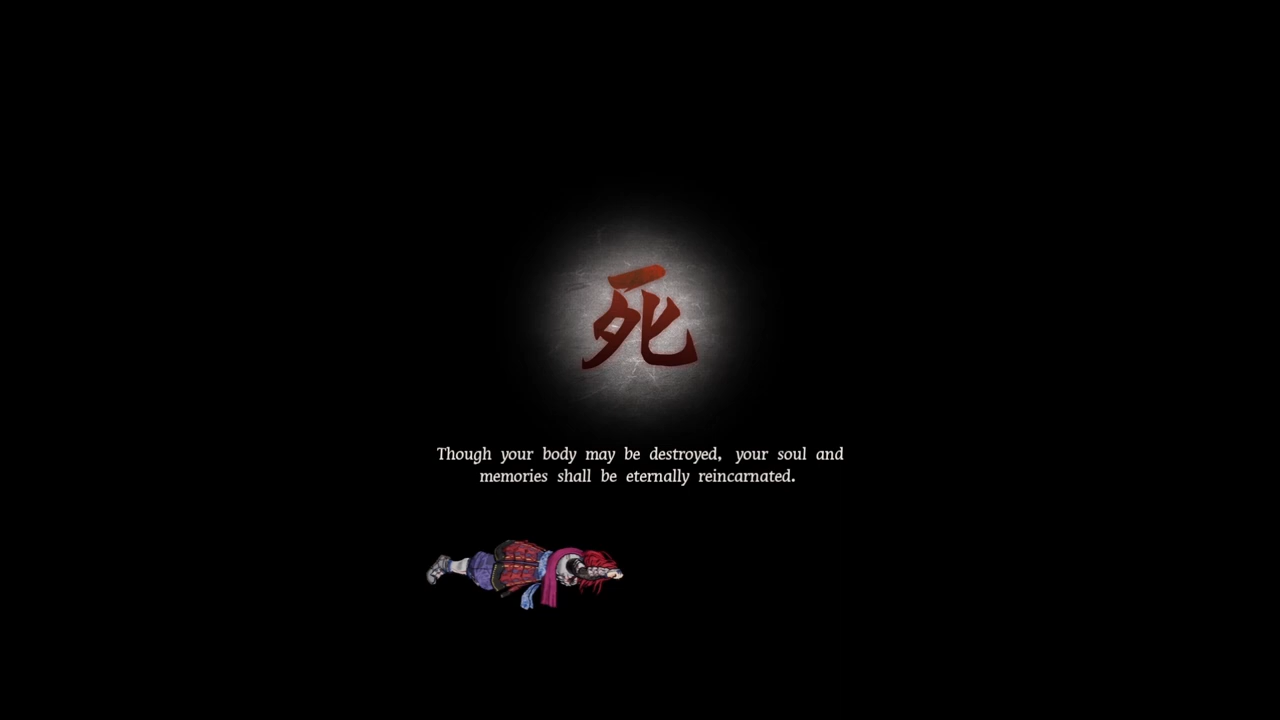 死
Though your body may be destroyed, your soul and
memories shall be eternally reincarnated.